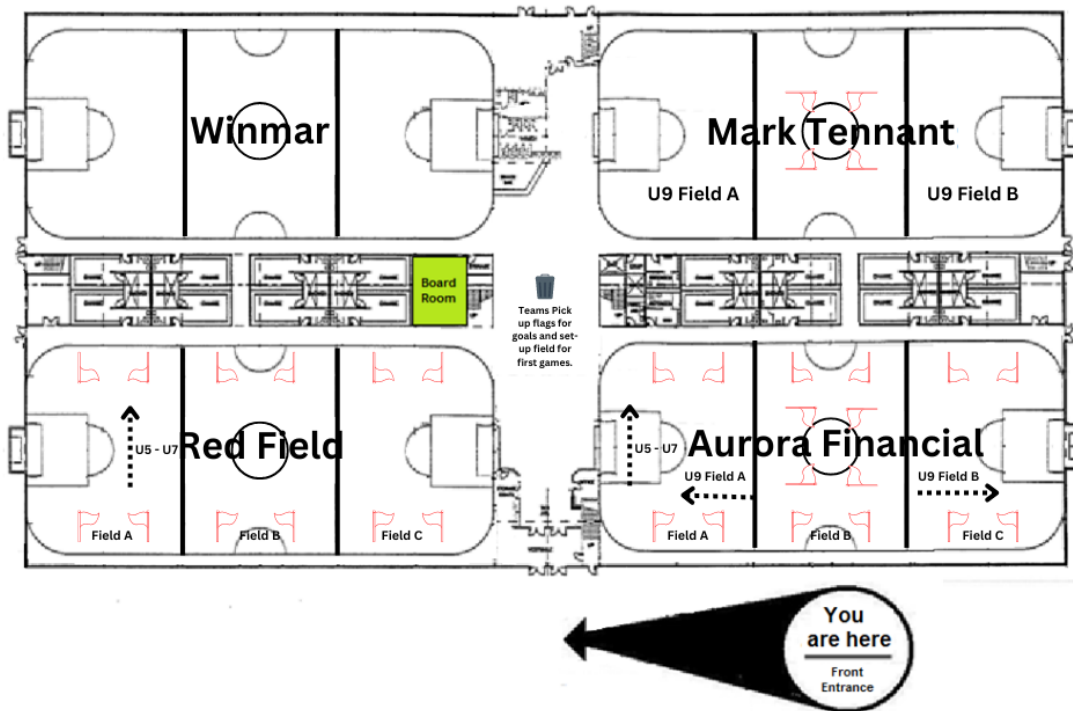 Winmar
Mark Tennant
U9 Field A
U9 Field B
Board
Room
Teams Pick
up flags for
goals and set-
up field for
first games.
U5 - U7
Red Field
Field A
Field B
Field C
U5 - U7
Aurora Financial
U9 Field A
U9 Field B
Field A
Field B
Field C
You
are here
Front
Entrance